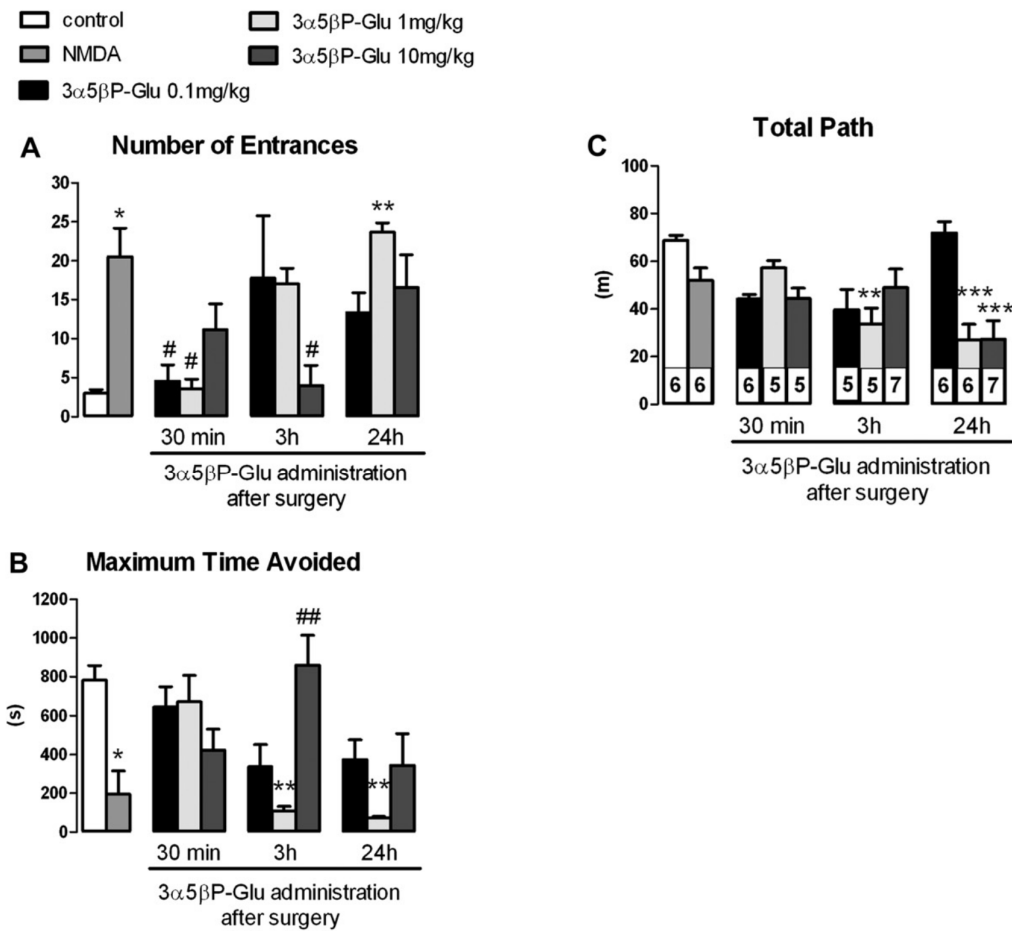 control
NMDA
3α5βP-Glu 0.1mg/kg
3α5βP-Glu 1mg/kg
3α5βP-Glu 10mg/kg
A
Number of Entrances
30
25
20
15
10
5
0
*
# # #
**
30 min 3h 24h
3α5βP-Glu administration
after surgery
B
Maximum Time Avoided
(s)
1200
1000
800
600
400
200
0
*
**
##
**
30 min 3h 24h
3α5βP-Glu administration
after surgery
C
Total Path
(m)
100
80
60
40
20
0
**
***
***
6 6 6 5 5 5 5 7 6 6 7
30 min 3h 24h
3α5βP-Glu administration
after surgery